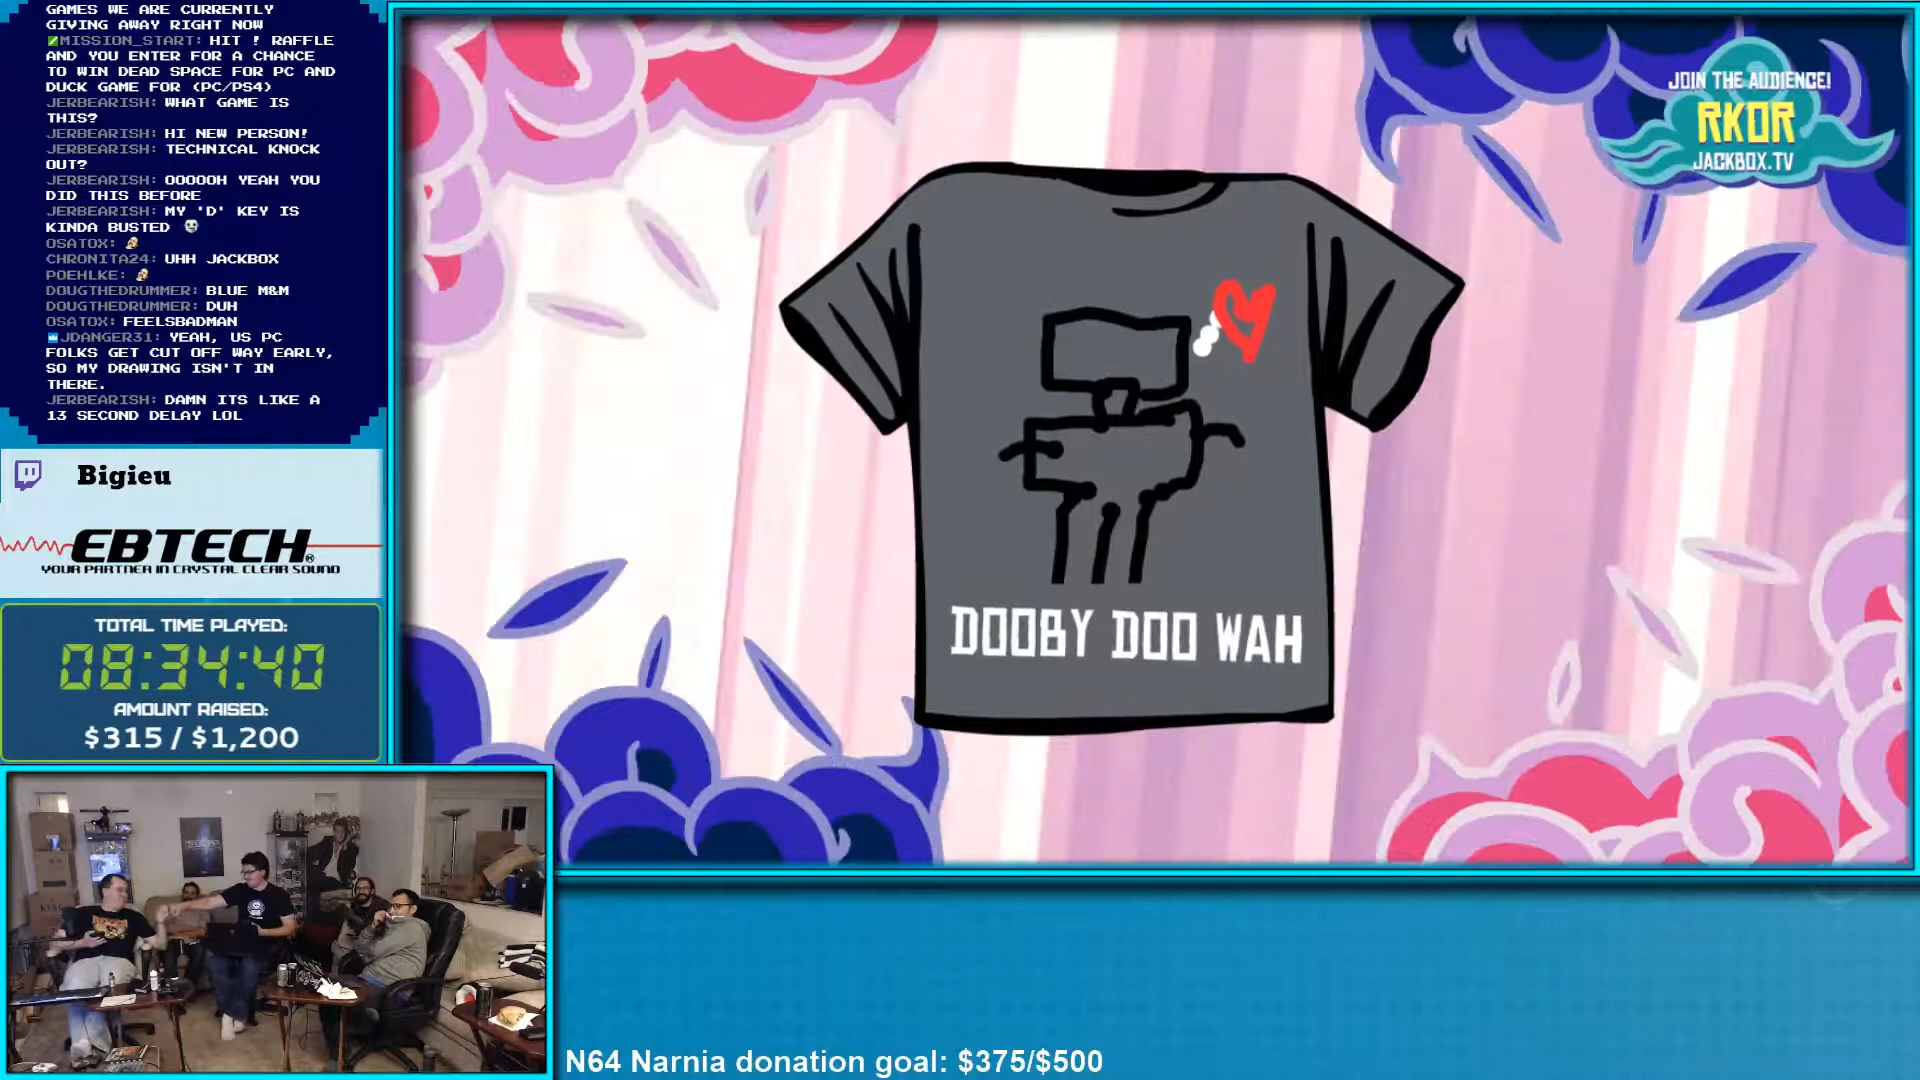 GAMES WE ARE CURRENTLY
GIVING AWAY RIGHT NOW
MISSION_START: HIT ! RAFFLE
AND YOU ENTER FOR A CHANCE
TO WIN DEAD SPACE FOR PC AND
DUCK GAME FOR (PC/PS4)
JERBEARISH: WHAT GAME IS
THIS?
JERBEARISH: HI NEW PERSON!
JERBEARISH: TECHNICAL KNOCK
OUT?
JERBEARISH: OOOOOH YEAH YOU
DID THIS BEFORE
JERBEARISH: MY 'D' KEY IS
KINDA BUSTED
OSATOX:
CHRONITA24: UHH JACKBOX
POEHLKE:
DOUGTHEDRUMMER: BLUE M&M
DOUGTHEDRUMMER: DUH
OSATOX: FEELSBADMAN
JDANGER31: YEAH, US PC
FOLKS GET CUT OFF WAY EARLY,
SO MY DRAWING ISN'T IN
THERE.
JERBEARISH: DAMN ITS LIKE A
13 SECOND DELAY LOL
Bigieu
EBTECH®
YOUR PARTNER IN CRYSTAL CLEAR SOUND
TOTAL TIME PLAYED:
08:34:40
AMOUNT RAISED:
$315 / $1,200
JOIN THE AUDIENCE!
RKOR
JACKBOX.TV
DOOBY DOO WAH
N64 Narnia donation goal: $375/$500